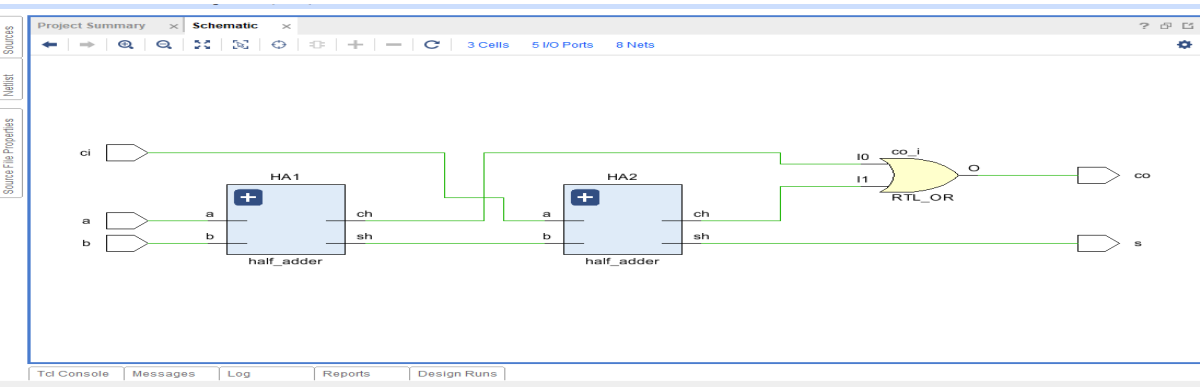 Project Summary × Schematic ×
3 Cells 5 I/O Ports 8 Nets
Sources
Netlist
Source File Properties
ci
a
b
HA1
a
b
ch
sh
half_adder
HA2
a
b
ch
sh
half_adder
I0
I1
co_i
O
RTL_OR
co
s
Tcl Console Messages Log Reports Design Runs